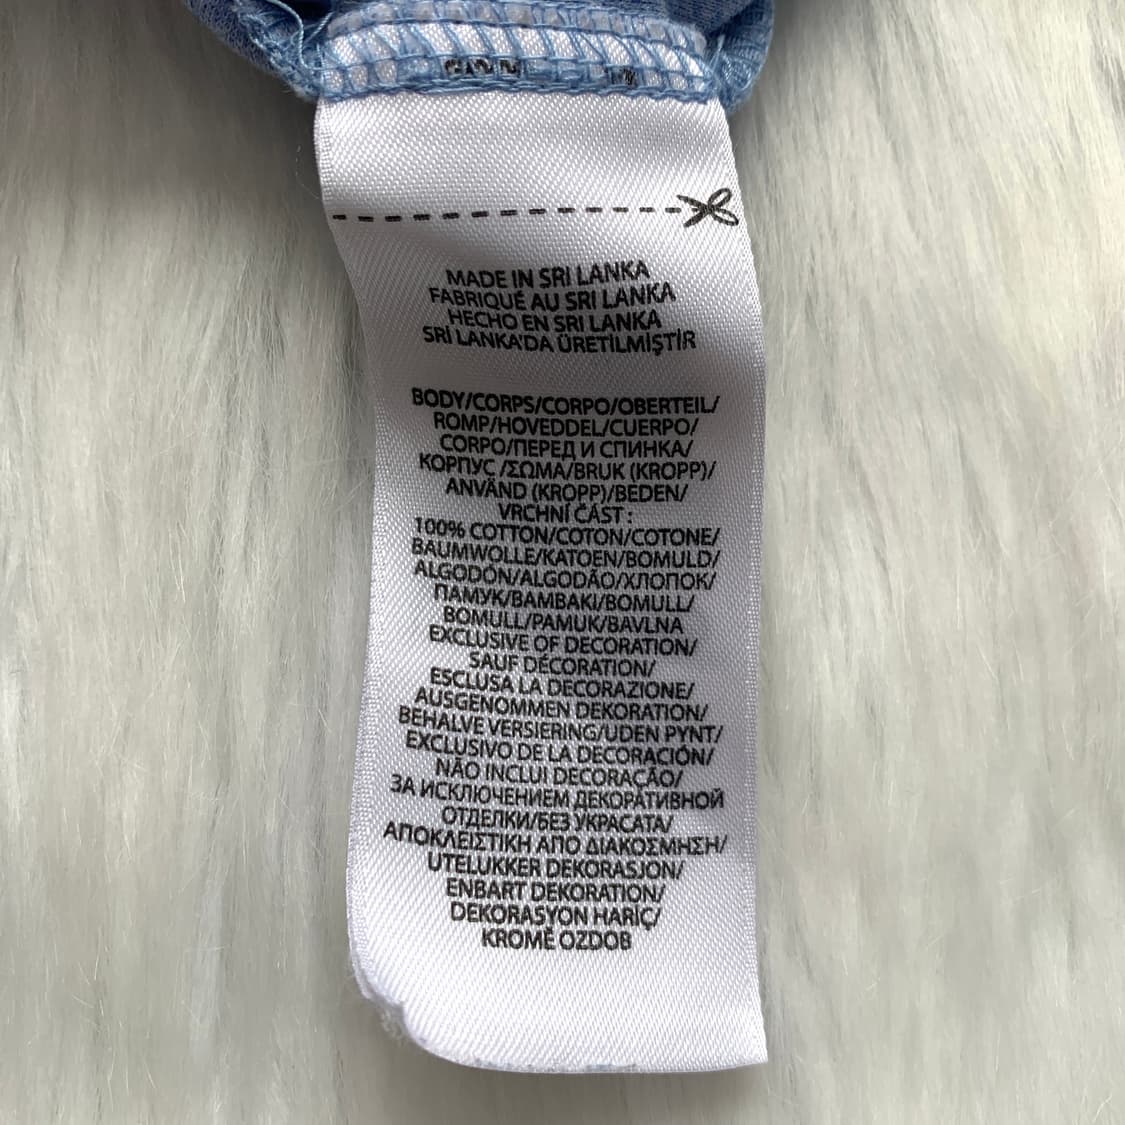 MADE IN SRI LANKA
FABRIQUÉ AU SRI LANKA
HECHO EN SRI LANKA
SRİ LANKA'DA ÜRETİLMİŞTİR
BODY/CORPS/CORPO/OBERTEIL/
ROMP/HOVEDDEL/CUERPO/
CORPO/ПЕРЕД И СПИНКА/
КОРПУС /ΣΩΜΑ/BRUK (KROPP)/
ANVÄND (KROPP)/BEDEN/
VRCHNÍ ČÁST :
100% COTTON/COTON/COTONE/
BAUMWOLLE/KATOEN/BOMULD/
ALGODÓN/ALGODÃO/ХЛОПОК/
ПАМУК/ΒΑΜΒΑΚΙ/BOMULL/
BOMULL/PAMUK/BAVLNA
EXCLUSIVE OF DECORATION/
SAUF DÉCORATION/
ESCLUSA LA DECORAZIONE/
AUSGENOMMEN DEKORATION/
BEHALVE VERSIERING/UDEN PYNT/
EXCLUSIVO DE LA DECORACIÓN/
NÃO INCLUI DECORAÇÃO/
ЗА ИСКЛЮЧЕНИЕМ ДЕКОРАТИВНОЙ
ОТДЕЛКИ/БЕЗ УКРАСАТА/
ΑΠΟΚΛΕΙΣΤΙΚΗ ΑΠΟ ΔΙΑΚΟΣΜΗΣΗ/
UTELUKKER DEKORASJON/
ENBART DEKORATION/
DEKORASYON HARİÇ/
KROMĚ OZDOB